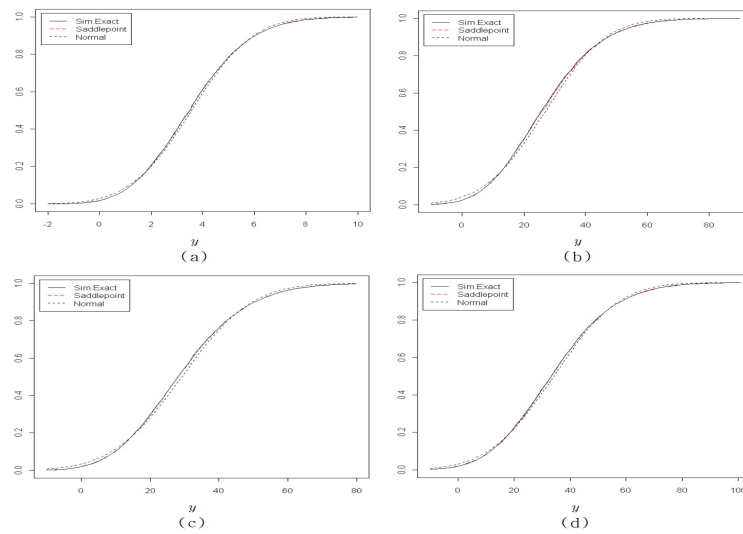 Sim.Exact
Saddlepoint
Normal
0.0 0.2 0.4 0.6 0.8 1.0
-2 0 2 4 6 8 10
y
(a)
Sim.Exact
Saddlepoint
Normal
0.0 0.2 0.4 0.6 0.8 1.0
0 20 40 60 80
y
(b)
Sim.Exact
Saddlepoint
Normal
0.0 0.2 0.4 0.6 0.8 1.0
0 20 40 60 80
y
(c)
Sim.Exact
Saddlepoint
Normal
0.0 0.2 0.4 0.6 0.8 1.0
0 20 40 60 80 100
y
(d)